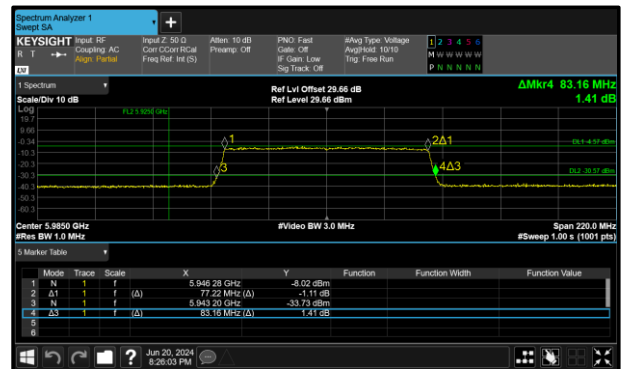 Spectrum Analyzer 1
Swept SA
+
KEYSIGHT Input: RF Input Z: 50 Ω Atten: 10 dB PNO: Fast #Avg Type: Voltage 1 2 3 4 5 6
R T Coupling: AC Corr CCorr RCal Preamp: Off Gate: Off Avg|Hold: 10/10 M W W W W W
Align: Partial Freq Ref: Int (S) IF Gain: Low Trig: Free Run
Sig Track: Off P N N N N N
1 Spectrum Ref Lvl Offset 29.66 dB ΔMkr4 83.16 MHz
Scale/Div 10 dB Ref Level 29.66 dBm 1.41 dB
Log
19.7 FL2 5.9250 GHz
9.66
-0.34 1 2Δ1 DL1 -4.57 dBm
-10.3
-20.3 3 4Δ3
-30.3 DL2 -30.57 dBm
-40.3
-50.3
-60.3
Center 5.9850 GHz #Video BW 3.0 MHz Span 220.0 MHz
#Res BW 1.0 MHz #Sweep 1.00 s (1001 pts)
5 Marker Table
Mode Trace Scale X Y Function Function Width Function Value
1 N 1 f 5.946 28 GHz -8.02 dBm
2 Δ1 1 f (Δ) 77.22 MHz (Δ) -1.11 dB
3 N 1 f 5.943 20 GHz -33.73 dBm
4 Δ3 1 f (Δ) 83.16 MHz (Δ) 1.41 dB
5
6
? Jun 20, 2024
8:26:03 PM